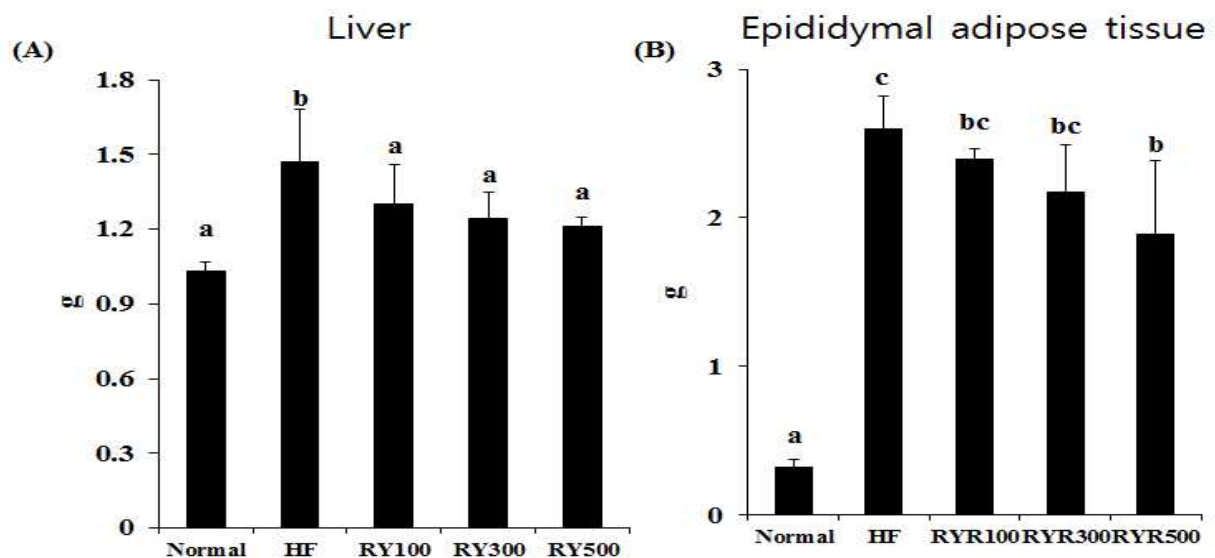 Liver
(A)
1.8
1.5
1.2
0.9
0.6
0.3
0
g
a
b
a
a
a
Normal HF RY100 RY300 RY500
Epididymal adipose tissue
(B)
3
2
1
0
g
a
c
bc
bc
b
Normal HF RYR100 RYR300 RYR500